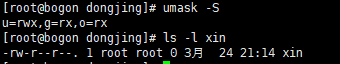 [root@bogon dongjing]# umask -S
u=rwx,g=rx,o=rx
[root@bogon dongjing]# ls -l xin
-rw-r--r--. 1 root root 0 3月  24 21:14 xin